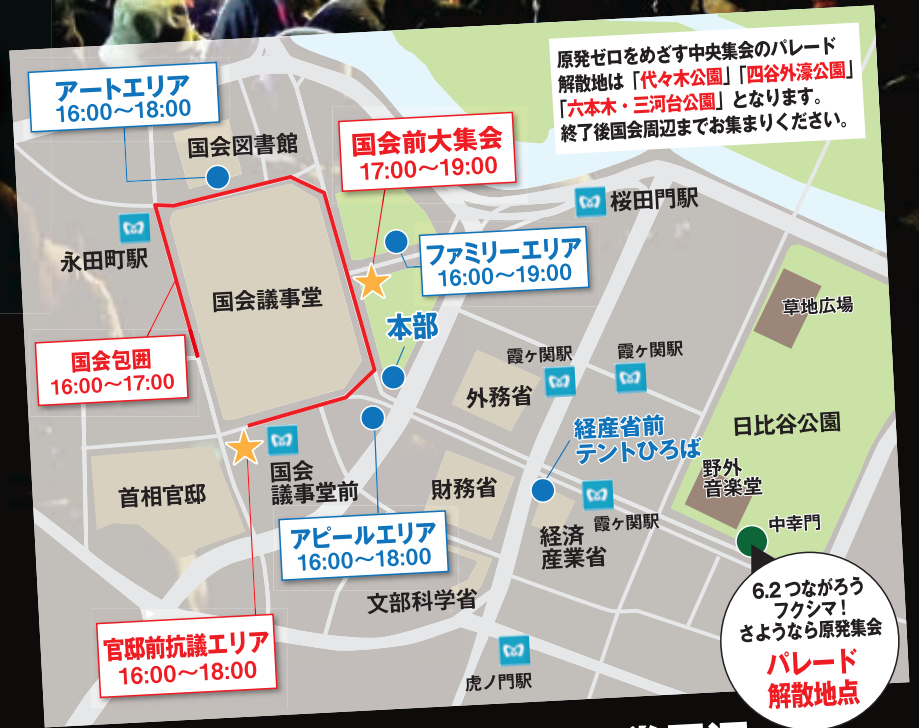 アートエリア
16:00〜18:00
国会図書館
国会前大集会
17:00〜19:00
原発ゼロをめざす中央集会のパレード
解散地は「代々木公園」「四谷外濠公園」
「六本木・三河台公園」となります。
終了後国会周辺までお集まりください。
桜田門駅
永田町駅
ファミリーエリア
16:00〜19:00
国会議事堂
草地広場
本部
国会包囲
16:00〜17:00
霞ヶ関駅
霞ヶ関駅
外務省
経産省前
テントひろば
日比谷公園
野外
音楽堂
首相官邸
国会
議事堂前
財務省
霞ヶ関駅
経済
産業省
中幸門
アピールエリア
16:00〜18:00
文部科学省
官邸前抗議エリア
16:00〜18:00
虎ノ門駅
6.2つながろう
フクシマ!
さようなら原発集会
パレード
解散地点